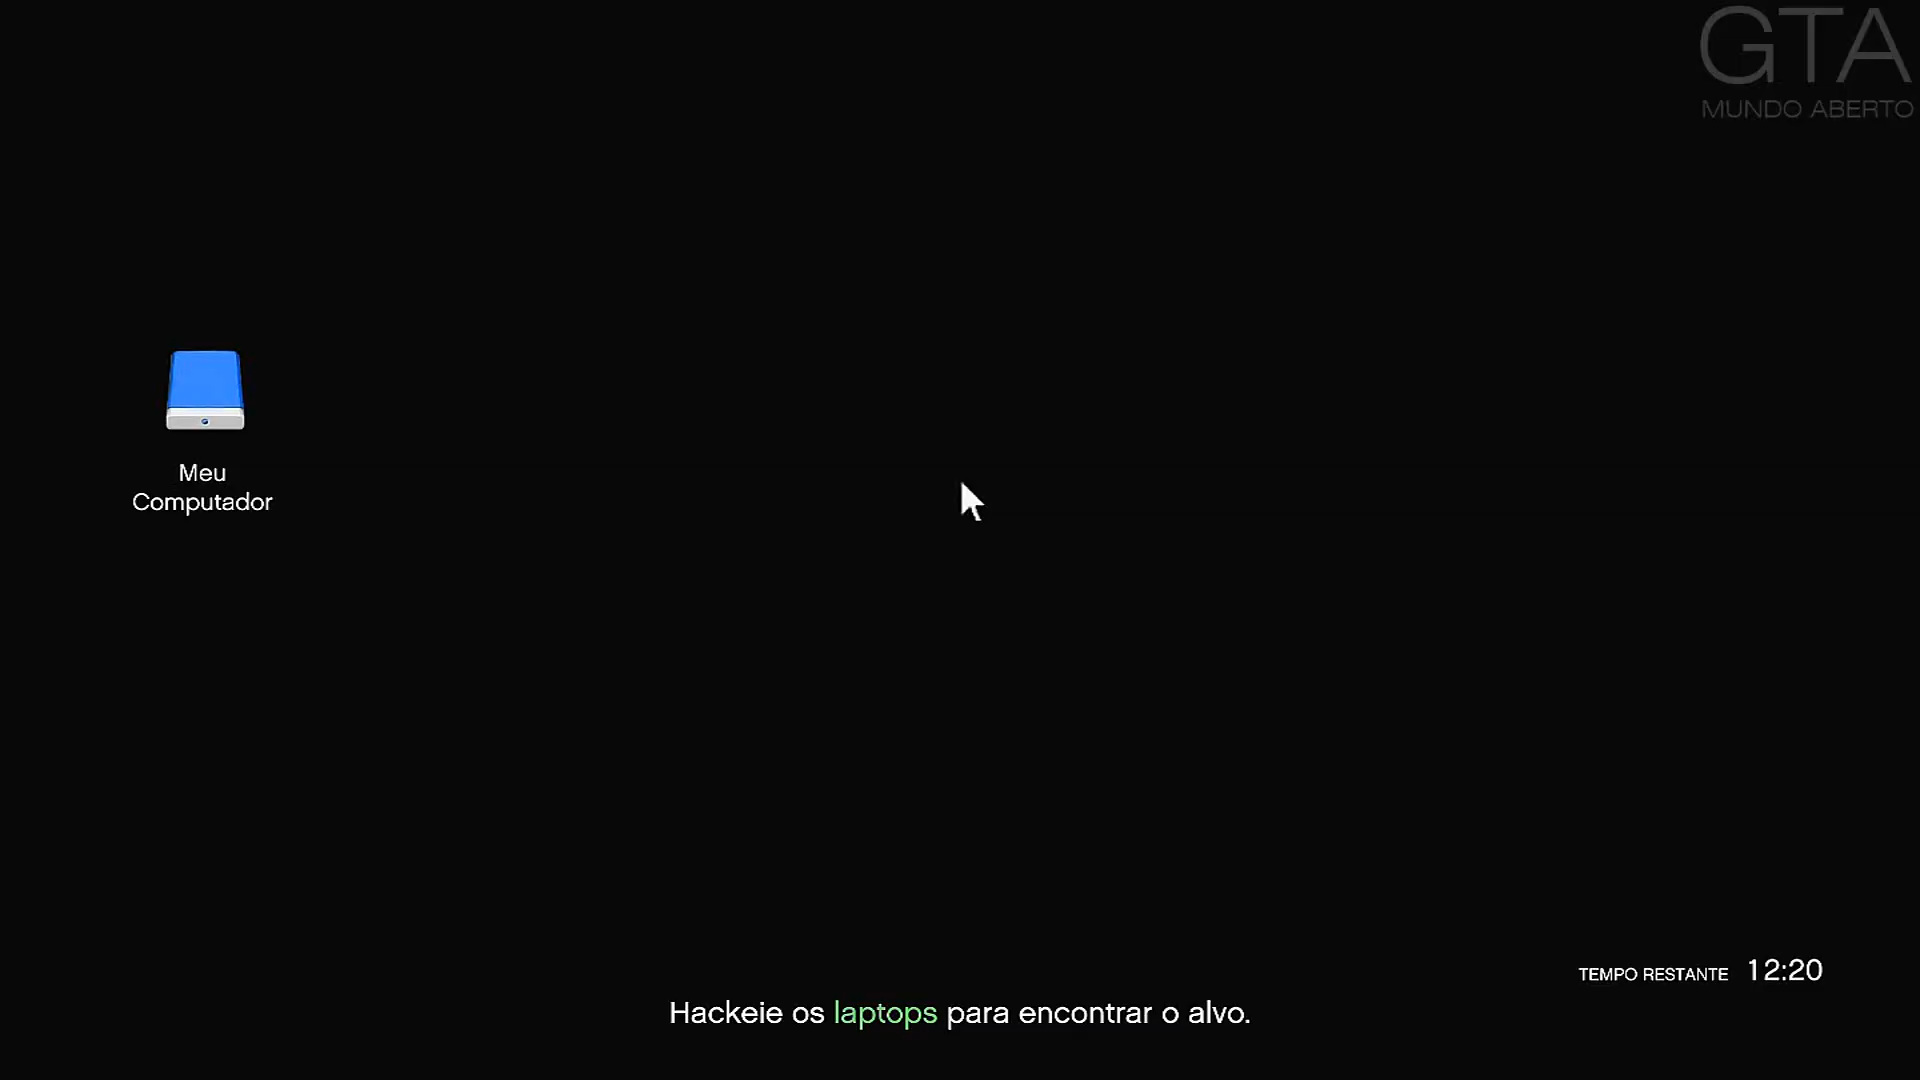 GTA
MUNDO ABERTO
Meu
Computador
TEMPO RESTANTE 12:20
Hackeie os laptops para encontrar o alvo.